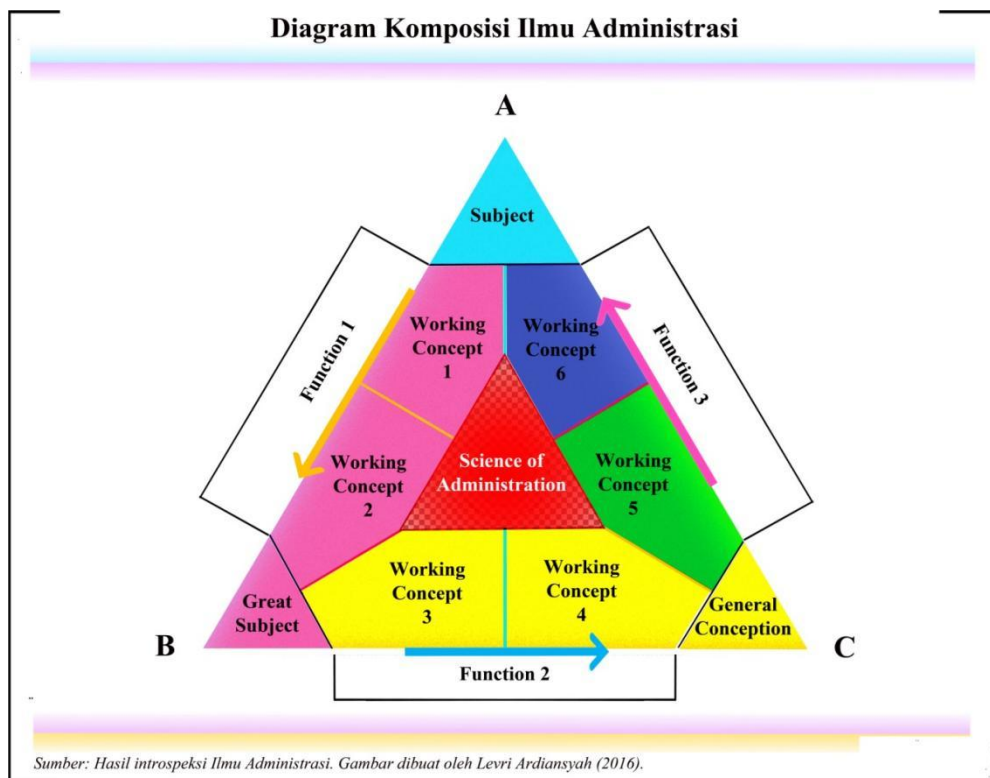 Diagram Komposisi Ilmu Administrasi
A
Subject
Function 1
Working
Concept
1
Working
Concept
6
Function 3
Working
Concept
2
Science of
Administration
Working
Concept
5
Working
Concept
3
Working
Concept
4
Great
Subject
General
Conception
B
C
Function 2
Sumber: Hasil introspeksi Ilmu Administrasi. Gambar dibuat oleh Levri Ardiansyah (2016).